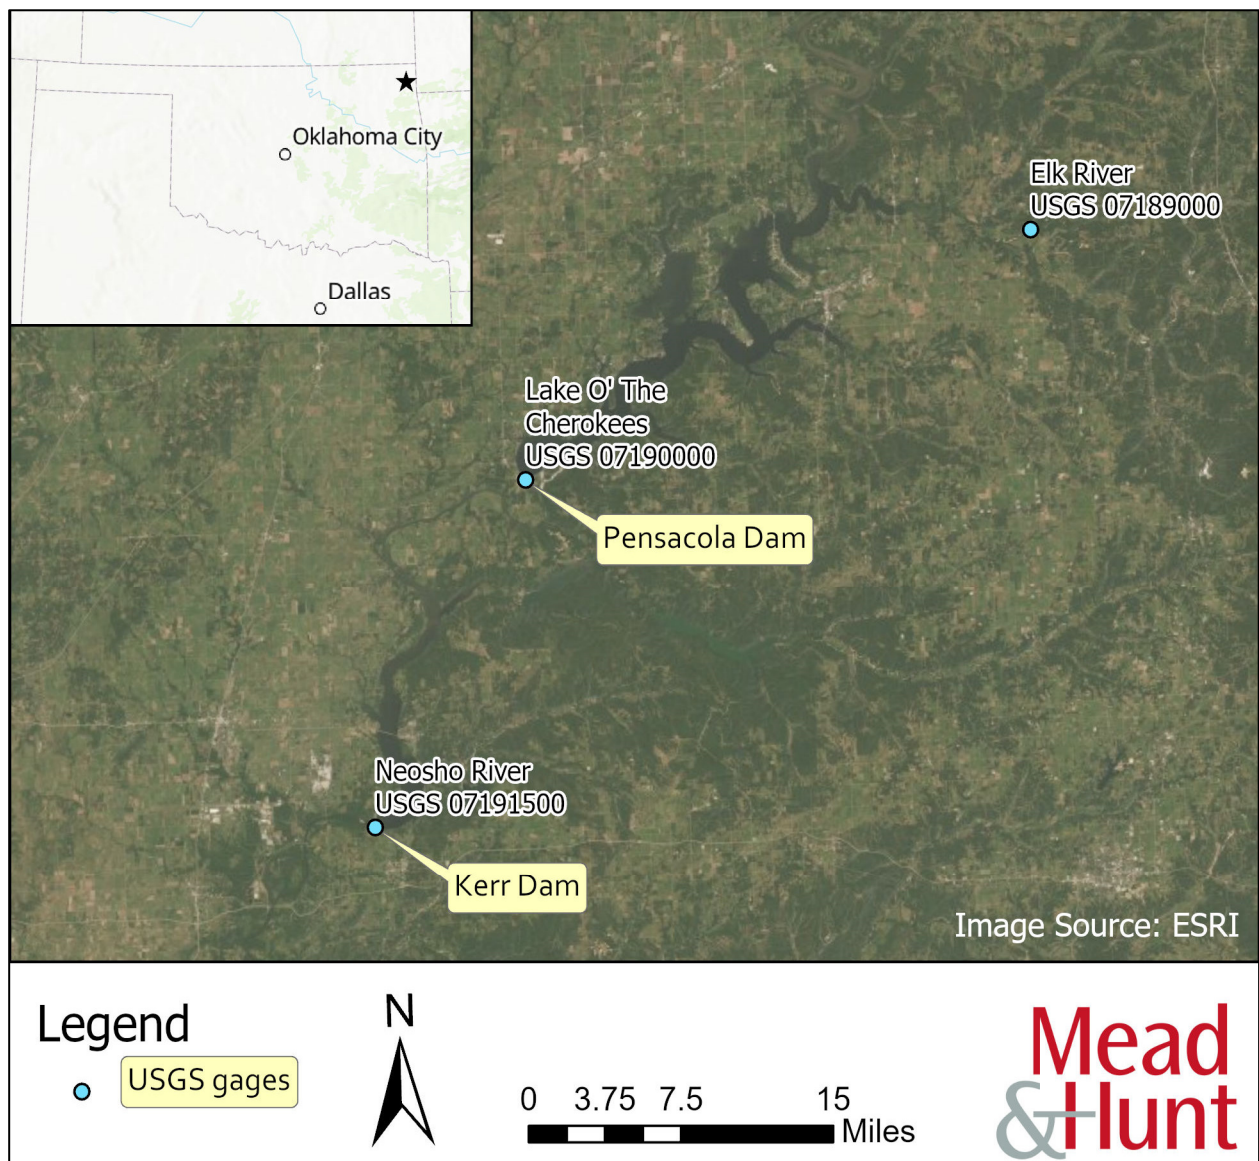 Oklahoma City
Dallas
Elk River
USGS 07189000
Lake O' The
Cherokees
USGS 07190000
Pensacola Dam
Neosho River
USGS 07191500
Kerr Dam
Image Source: ESRI
Legend
USGS gages
N
0 3.75 7.5 15
Miles
Mead
&Hunt